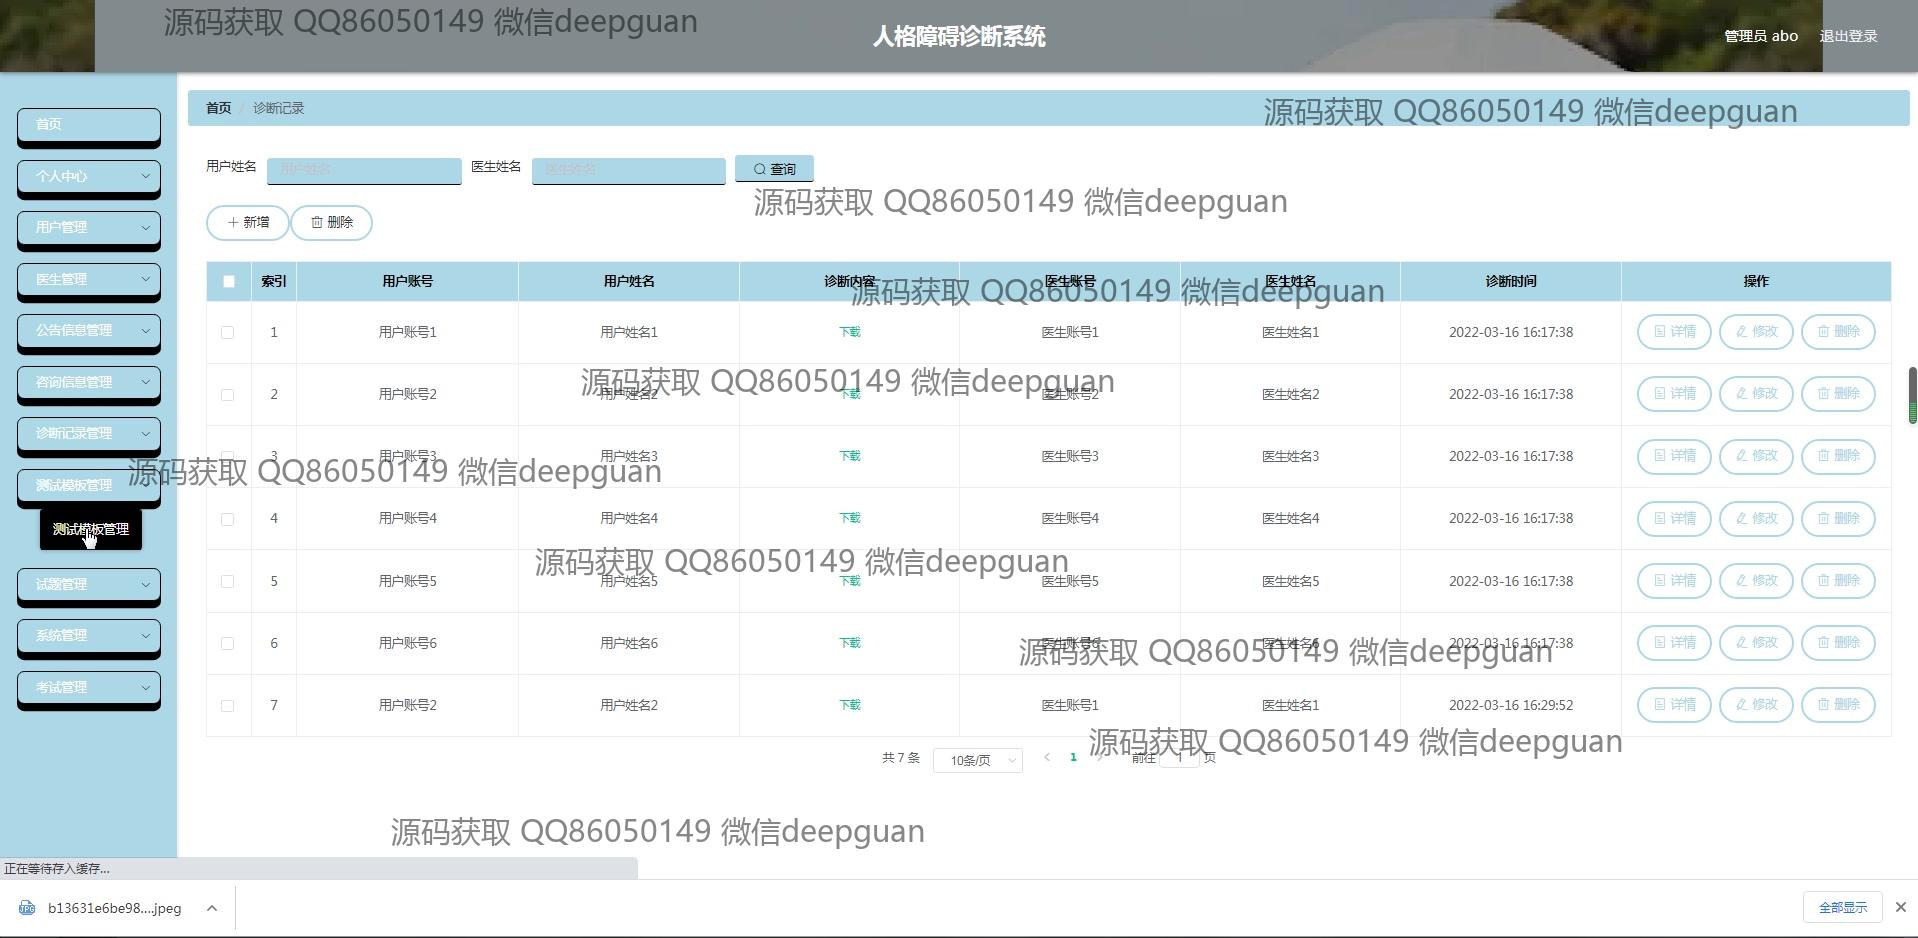 源码获取 QQ86050149 微信deepguan
人格障碍诊断系统
管理员 abo 退出登录
首页 / 诊断记录
源码获取 QQ86050149 微信deepguan
首页
个人中心
用户管理
医生管理
公告信息管理
咨询信息管理
诊断记录管理
测试模板管理
测试模板管理
试题管理
系统管理
考试管理
用户姓名 用户姓名 医生姓名 医生姓名 查询
源码获取 QQ86050149 微信deepguan
新增 删除
索引 用户账号 用户姓名 诊断内容 医生账号 医生姓名 诊断时间 操作
源码获取 QQ86050149 微信deepguan
1 用户账号1 用户姓名1 下载 医生账号1 医生姓名1 2022-03-16 16:17:38 详情 修改 删除
源码获取 QQ86050149 微信deepguan
2 用户账号2 用户姓名2 下载 医生账号2 医生姓名2 2022-03-16 16:17:38 详情 修改 删除
3 用户账号3 用户姓名3 下载 医生账号3 医生姓名3 2022-03-16 16:17:38 详情 修改 删除
源码获取 QQ86050149 微信deepguan
4 用户账号4 用户姓名4 下载 医生账号4 医生姓名4 2022-03-16 16:17:38 详情 修改 删除
源码获取 QQ86050149 微信deepguan
5 用户账号5 用户姓名5 下载 医生账号5 医生姓名5 2022-03-16 16:17:38 详情 修改 删除
6 用户账号6 用户姓名6 下载 医生账号6 医生姓名6 2022-03-16 16:17:38 详情 修改 删除
源码获取 QQ86050149 微信deepguan
7 用户账号2 用户姓名2 下载 医生账号1 医生姓名1 2022-03-16 16:29:52 详情 修改 删除
源码获取 QQ86050149 微信deepguan
共 7 条 10条/页 1 前往 1 页
源码获取 QQ86050149 微信deepguan
正在等待存入缓存...
b13631e6be98....jpeg
全部显示